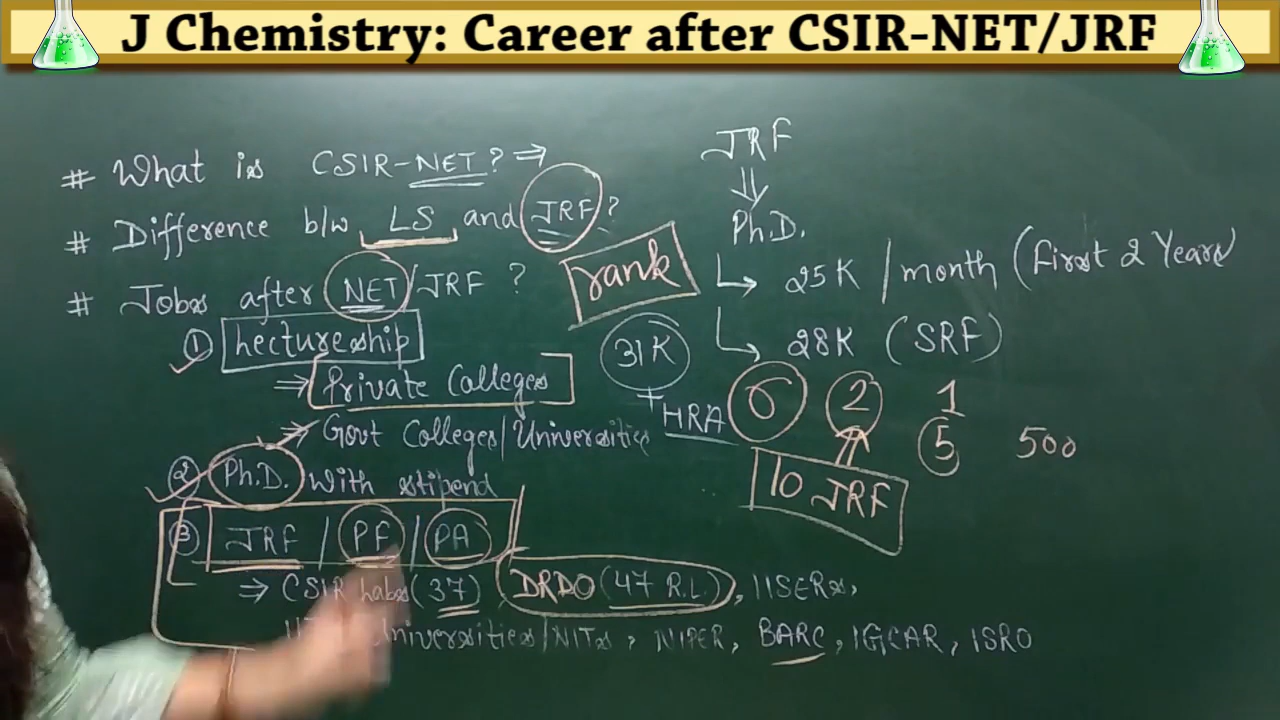 J Chemistry: Career after CSIR-NET/JRF
# What is CSIR-NET? ⇒
# Difference b/w LS and JRF?
# Jobs after NET/JRF ?
① Lectureship
⇒ Private Colleges
→ Govt Colleges/Universities
② Ph.D. With stipend
③ JRF / PF / PA
⇒ CSIR Labs (37), DRDO (47 R.L.), IISERs,
Universities/NITs, NIPER, BARC, IGCAR, ISRO
rank
JRF
⇓
Ph.D.
→ 25K / month (First 2 Years
→ 28K (SRF)
31K
+ HRA
6 2 1
5 500
10 JRF